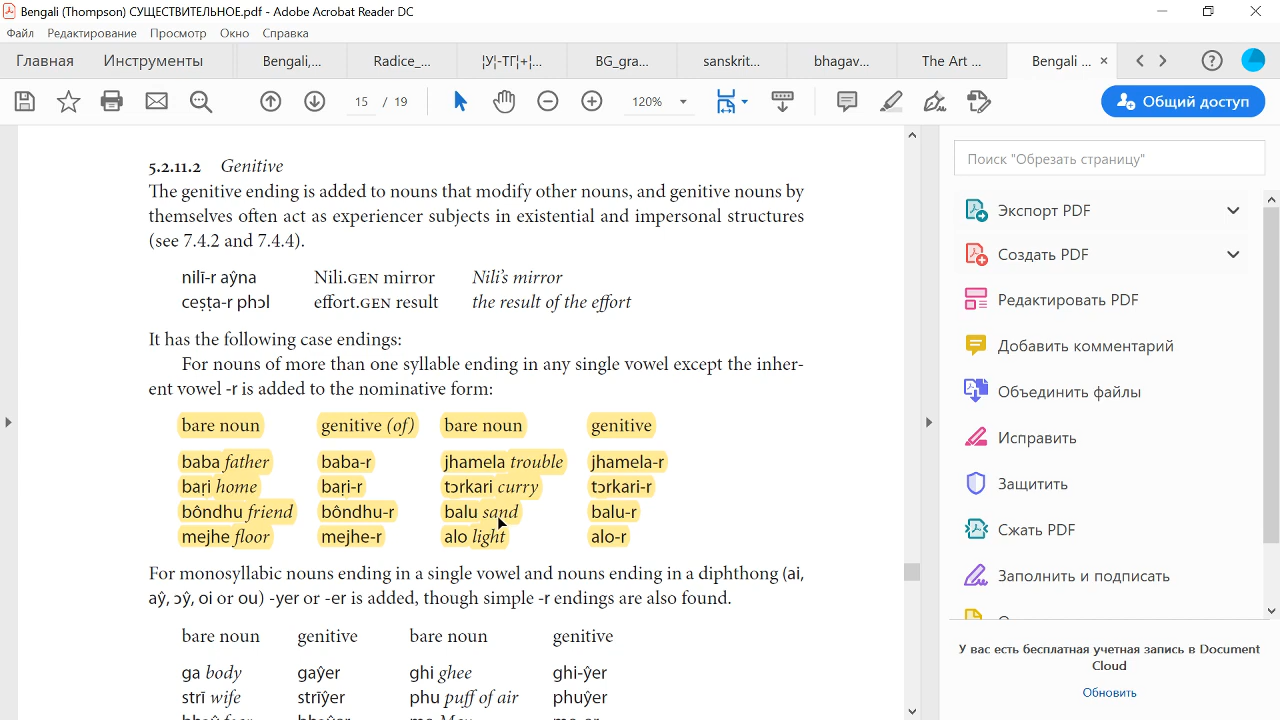 Bengali (Thompson) СУЩЕСТВИТЕЛЬНОЕ.pdf - Adobe Acrobat Reader DC
Файл Редактирование Просмотр Окно Справка
Главная Инструменты Bengali,... Radice_... ¦У¦-ТГ¦+¦... BG_gra... sanskrit... bhagav... The Art ... Bengali ... ×
15 / 19 120% Общий доступ
5.2.11.2 Genitive
The genitive ending is added to nouns that modify other nouns, and genitive nouns by
themselves often act as experiencer subjects in existential and impersonal structures
(see 7.4.2 and 7.4.4).
nilī-r aŷna Nili.GEN mirror Nili's mirror
ceṣṭa-r phɔl effort.GEN result the result of the effort
It has the following case endings:
For nouns of more than one syllable ending in any single vowel except the inher-
ent vowel -r is added to the nominative form:
bare noun genitive (of) bare noun genitive
baba father baba-r jhamela trouble jhamela-r
baṛi home baṛi-r tɔrkari curry tɔrkari-r
bôndhu friend bôndhu-r balu sand balu-r
mejhe floor mejhe-r alo light alo-r
For monosyllabic nouns ending in a single vowel and nouns ending in a diphthong (ai,
aŷ, ɔŷ, oi or ou) -yer or -er is added, though simple -r endings are also found.
bare noun genitive bare noun genitive
ga body gaŷer ghi ghee ghi-ŷer
strī wife strīŷer phu puff of air phuŷer
Поиск "Обрезать страницу"
Экспорт PDF
Создать PDF
Редактировать PDF
Добавить комментарий
Объединить файлы
Исправить
Защитить
Сжать PDF
Заполнить и подписать
У вас есть бесплатная учетная запись в Document
Cloud
Обновить